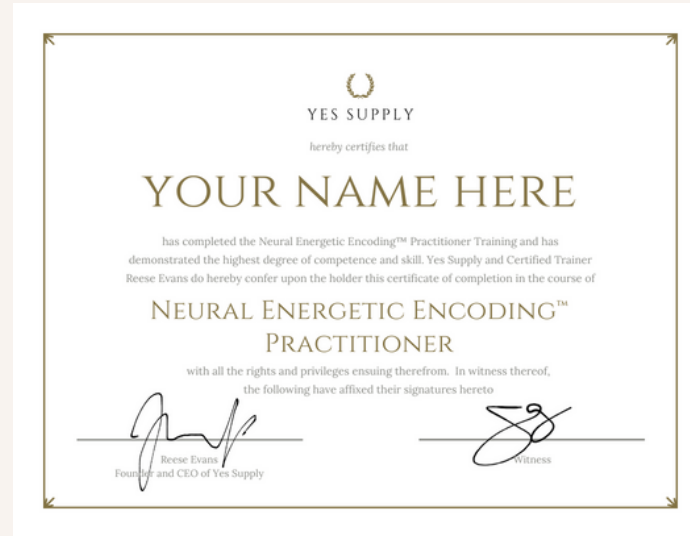 YES SUPPLY
hereby certifies that
YOUR NAME HERE
has completed the Neural Energetic Encoding™ Practitioner Training and has
demonstrated the highest degree of competence and skill. Yes Supply and Certified Trainer
Reese Evans do hereby confer upon the holder this certificate of completion in the course of
NEURAL ENERGETIC ENCODING™
PRACTITIONER
with all the rights and privileges ensuing therefrom. In witness thereof,
the following have affixed their signatures hereto
Reese Evans
Founder and CEO of Yes Supply
Witness